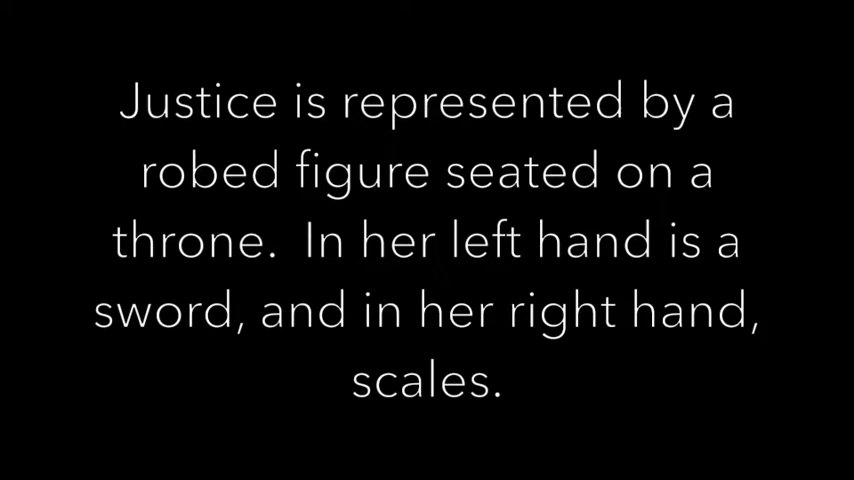 Justice is represented by a
robed figure seated on a
throne.  In her left hand is a
sword, and in her right hand,
scales.